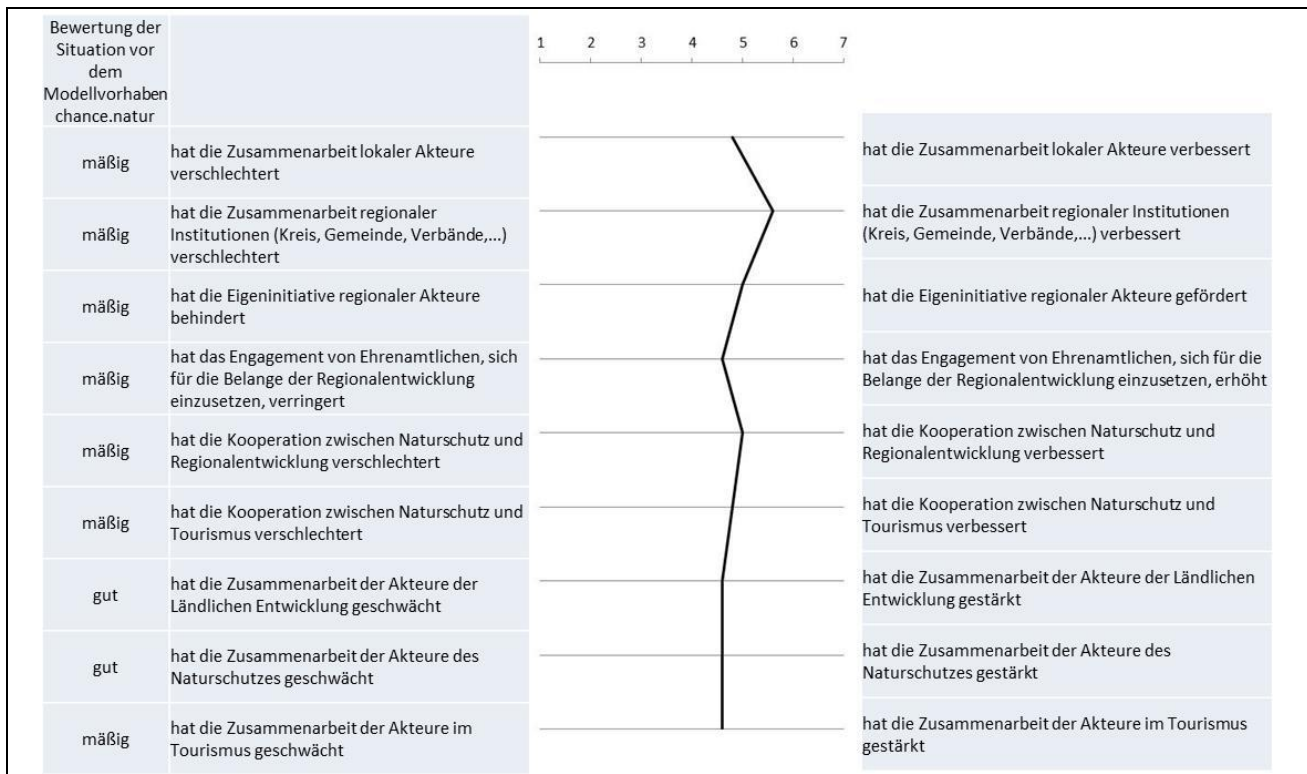 Bewertung der
Situation vor
dem
Modellvorhaben
chance.natur
1 2 3 4 5 6 7
mäßig
hat die Zusammenarbeit lokaler Akteure
verschlechtert
hat die Zusammenarbeit lokaler Akteure verbessert
mäßig
hat die Zusammenarbeit regionaler
Institutionen (Kreis, Gemeinde, Verbände,...)
verschlechtert
hat die Zusammenarbeit regionaler Institutionen
(Kreis, Gemeinde, Verbände,...) verbessert
mäßig
hat die Eigeninitiative regionaler Akteure
behindert
hat die Eigeninitiative regionaler Akteure gefördert
mäßig
hat das Engagement von Ehrenamtlichen, sich
für die Belange der Regionalentwicklung
einzusetzen, verringert
hat das Engagement von Ehrenamtlichen, sich für die
Belange der Regionalentwicklung einzusetzen, erhöht
mäßig
hat die Kooperation zwischen Naturschutz und
Regionalentwicklung verschlechtert
hat die Kooperation zwischen Naturschutz und
Regionalentwicklung verbessert
mäßig
hat die Kooperation zwischen Naturschutz und
Tourismus verschlechtert
hat die Kooperation zwischen Naturschutz und
Tourismus verbessert
gut
hat die Zusammenarbeit der Akteure der
Ländlichen Entwicklung geschwächt
hat die Zusammenarbeit der Akteure der Ländlichen
Entwicklung gestärkt
gut
hat die Zusammenarbeit der Akteure des
Naturschutzes geschwächt
hat die Zusammenarbeit der Akteure des
Naturschutzes gestärkt
mäßig
hat die Zusammenarbeit der Akteure im
Tourismus geschwächt
hat die Zusammenarbeit der Akteure im Tourismus
gestärkt